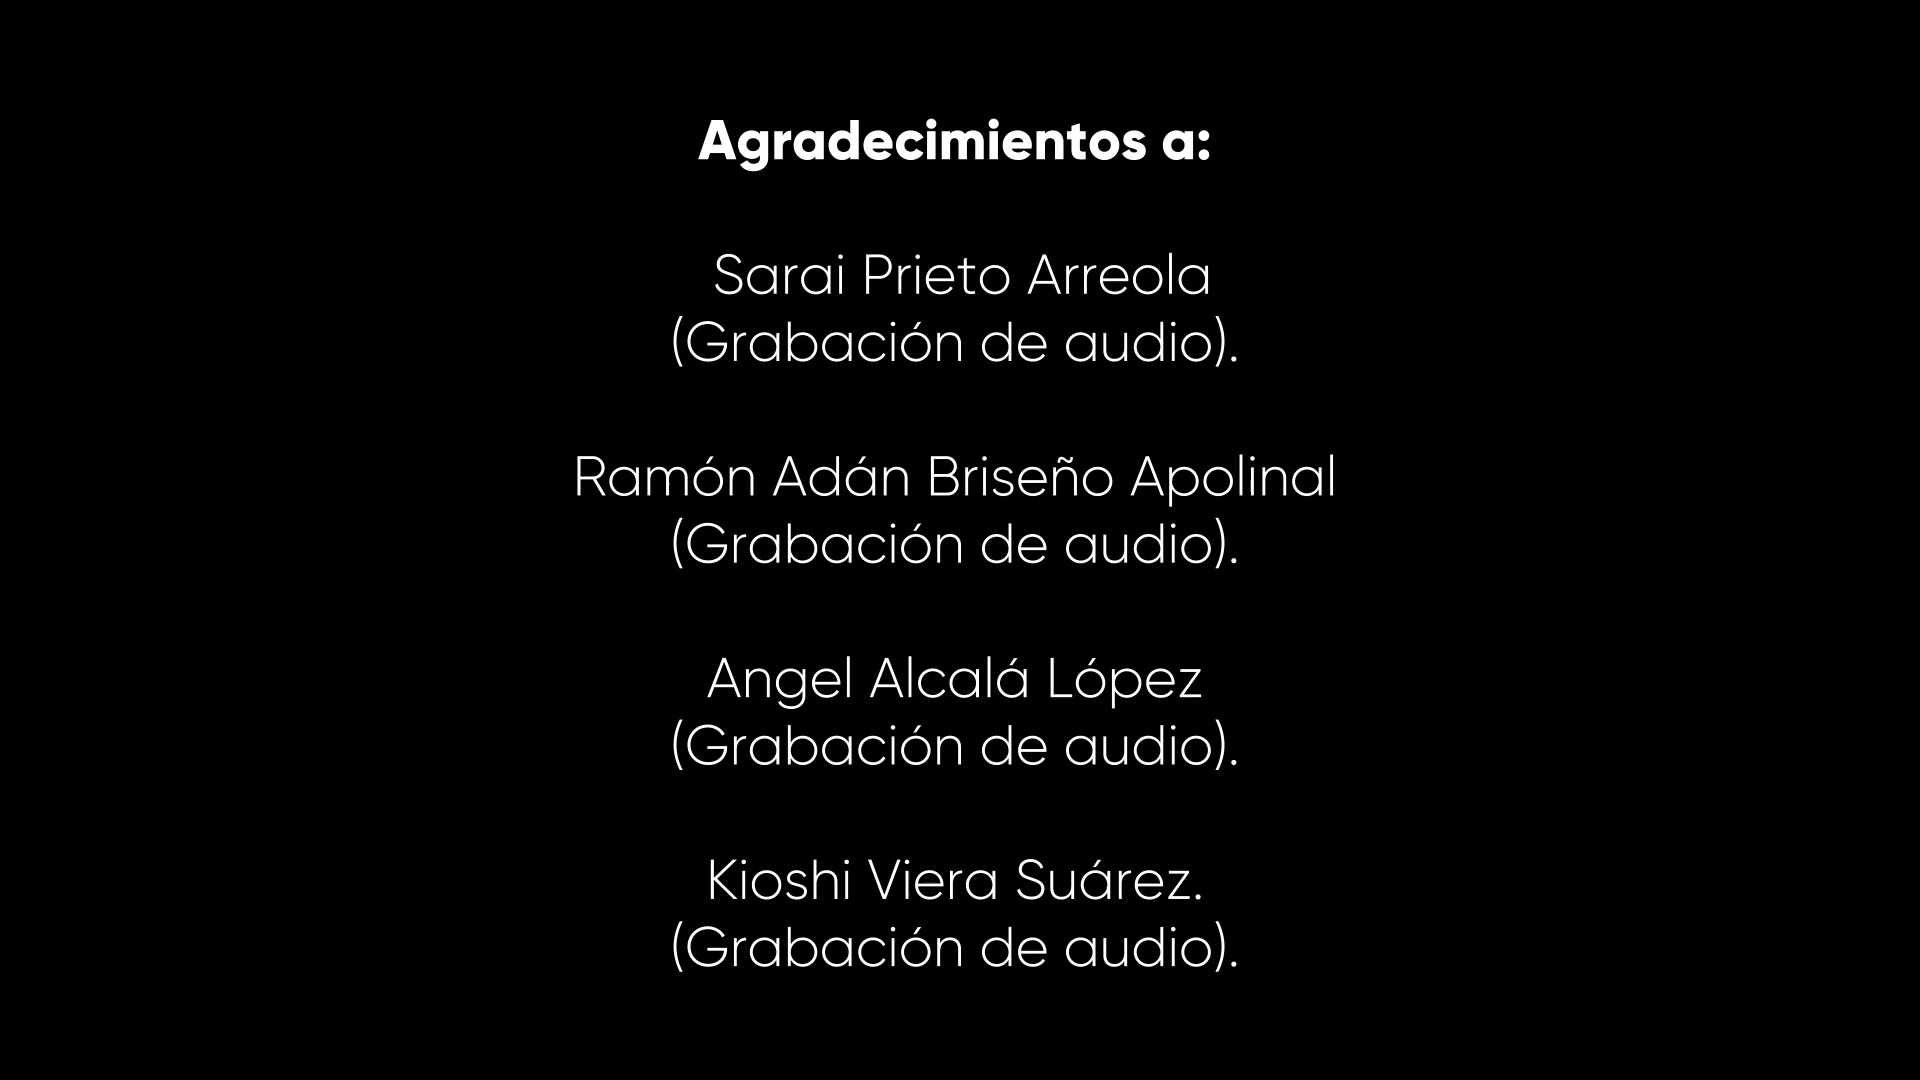 Agradecimientos a:
Sarai Prieto Arreola
(Grabación de audio).
Ramón Adán Briseño Apolinal
(Grabación de audio).
Angel Alcalá López
(Grabación de audio).
Kioshi Viera Suárez.
(Grabación de audio).